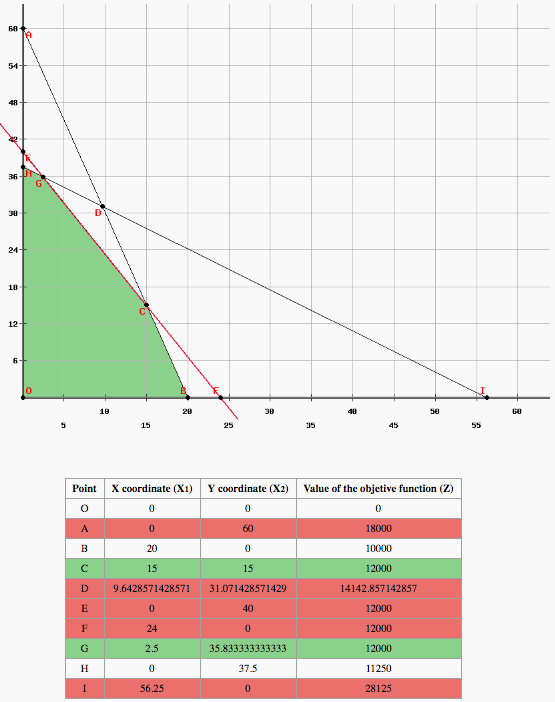 60 A
54
48
42
E
H
36
G
D
30
24
18
12
C
6
O B F I
10 20 30 40 50 60
5 15 25 35 45 55
Point X coordinate (X1) Y coordinate (X2) Value of the objetive function (Z)
O 0 0 0
A 0 60 18000
B 20 0 10000
C 15 15 12000
D 9.6428571428571 31.071428571429 14142.857142857
E 0 40 12000
F 24 0 12000
G 2.5 35.833333333333 12000
H 0 37.5 11250
I 56.25 0 28125